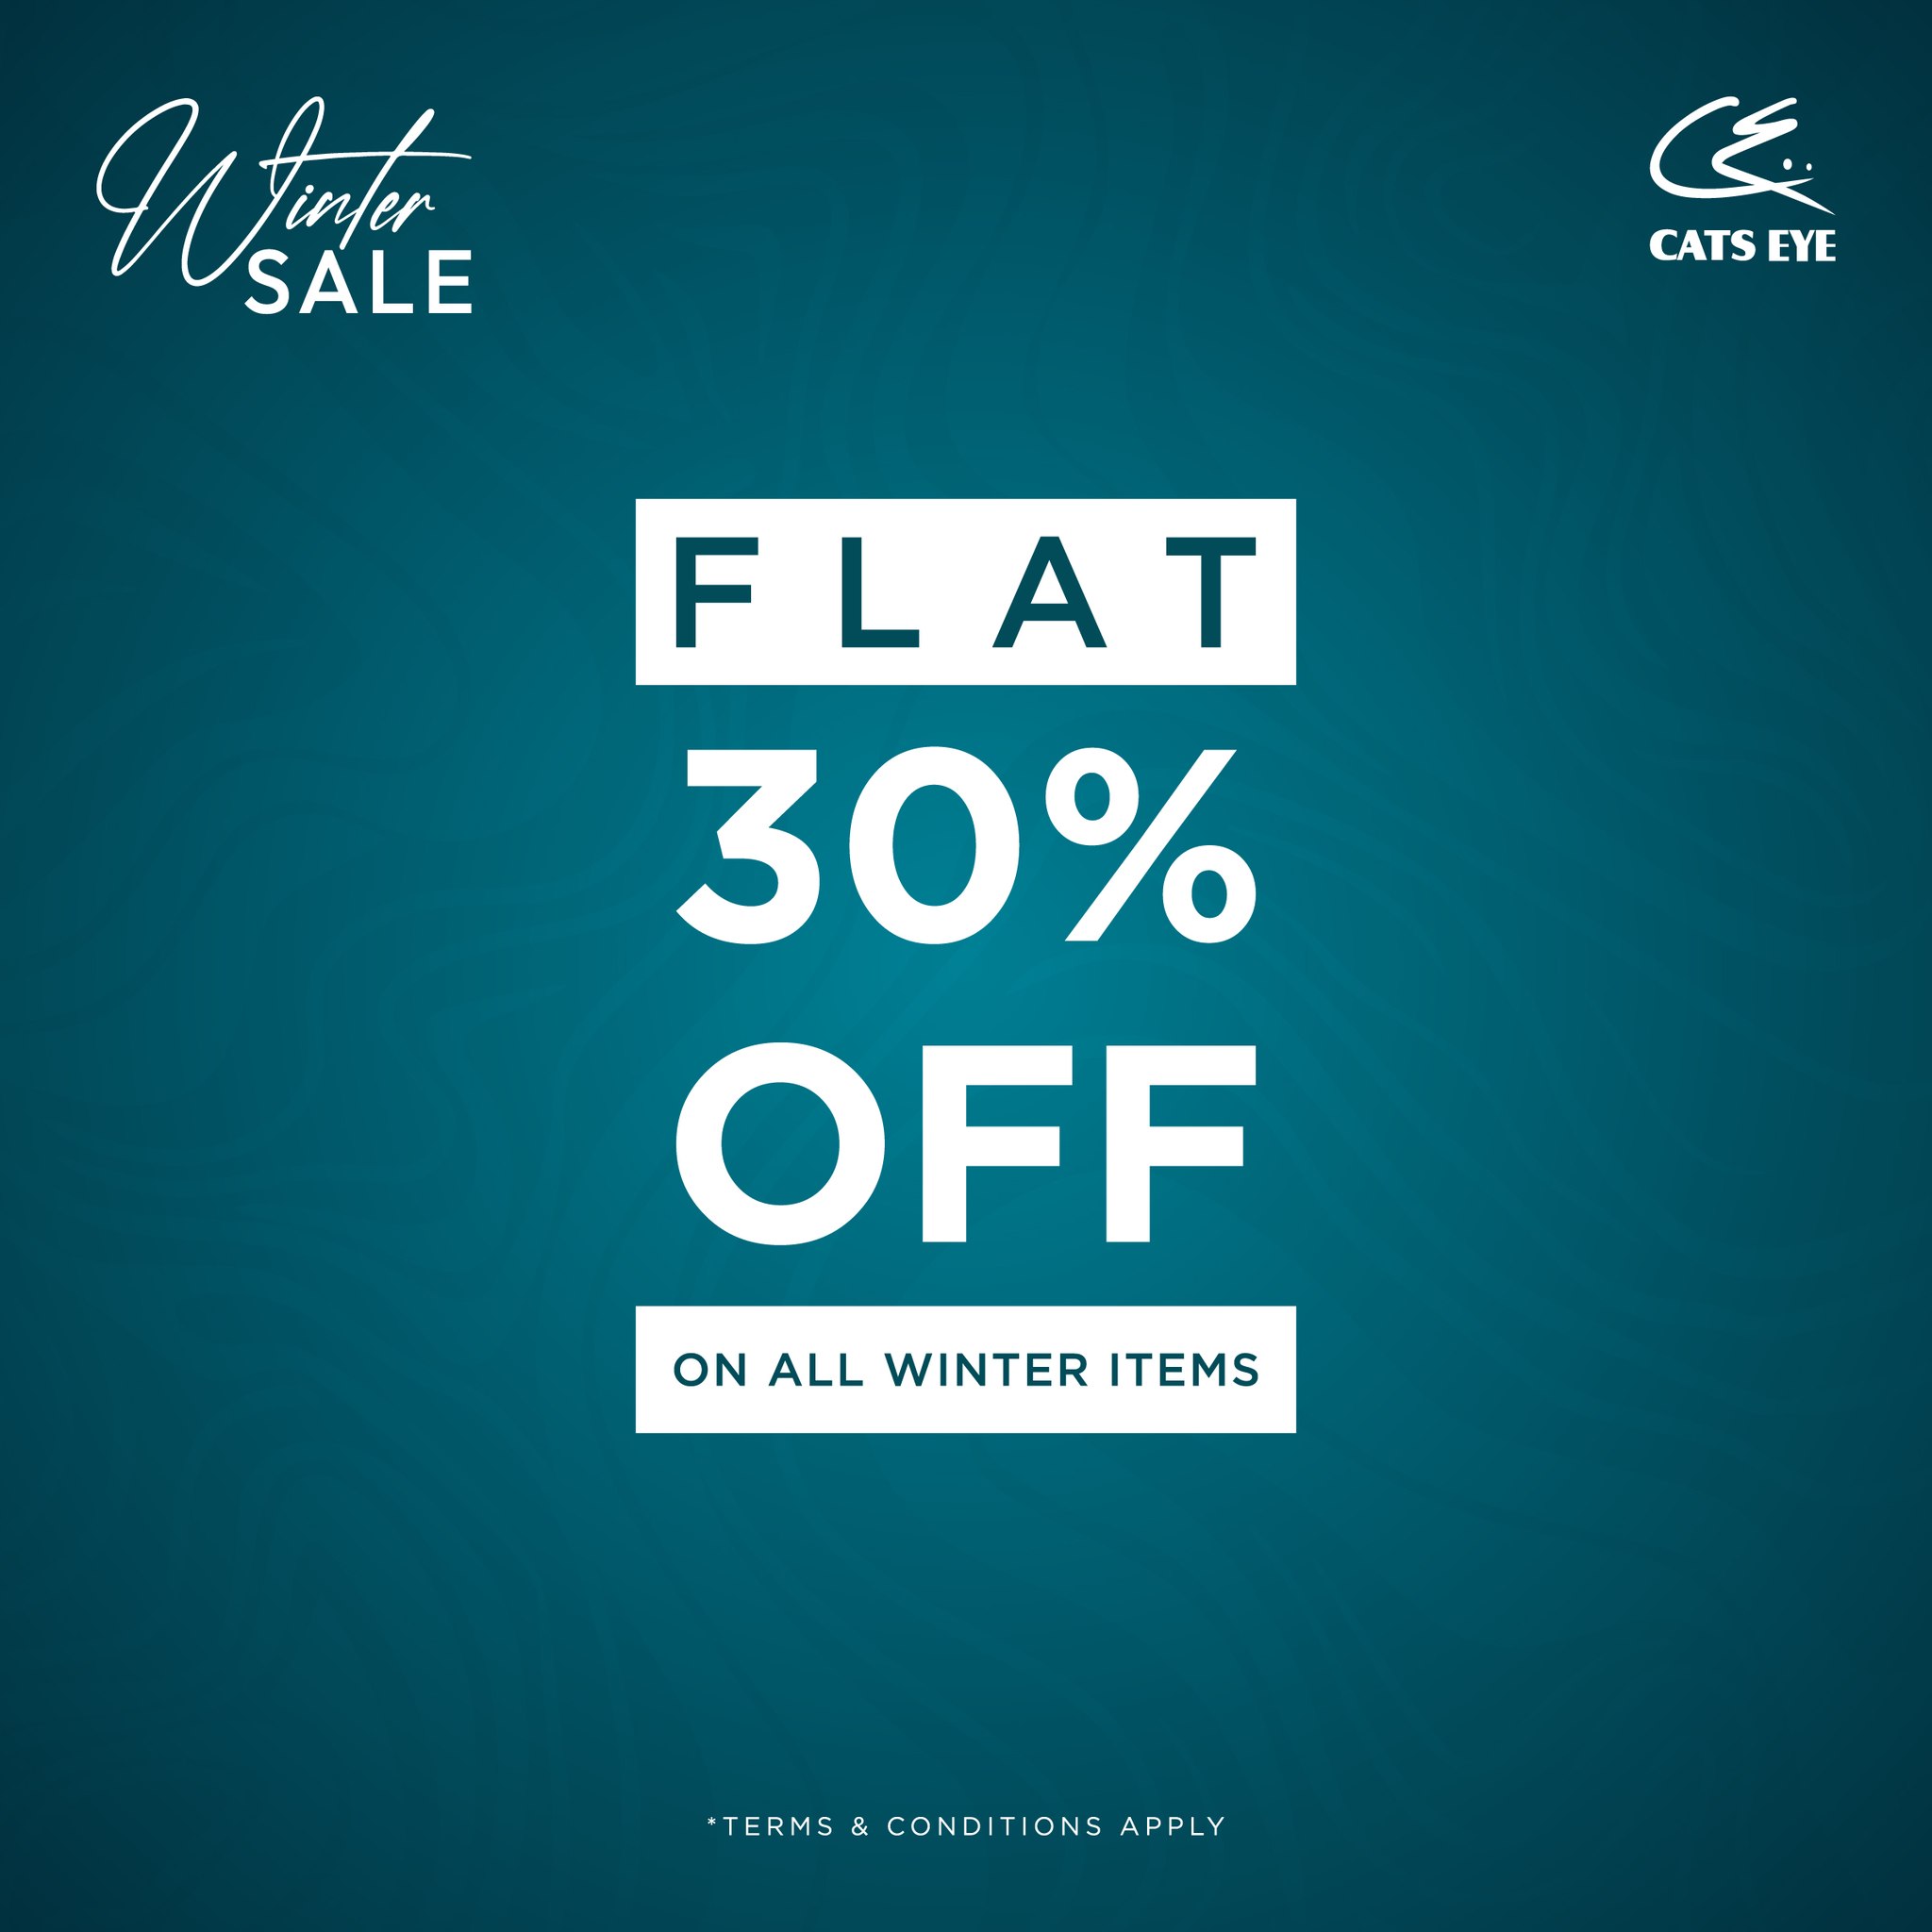 Winter
SALE
CATS EYE
FLAT
30%
OFF
ON ALL WINTER ITEMS
*TERMS & CONDITIONS APPLY